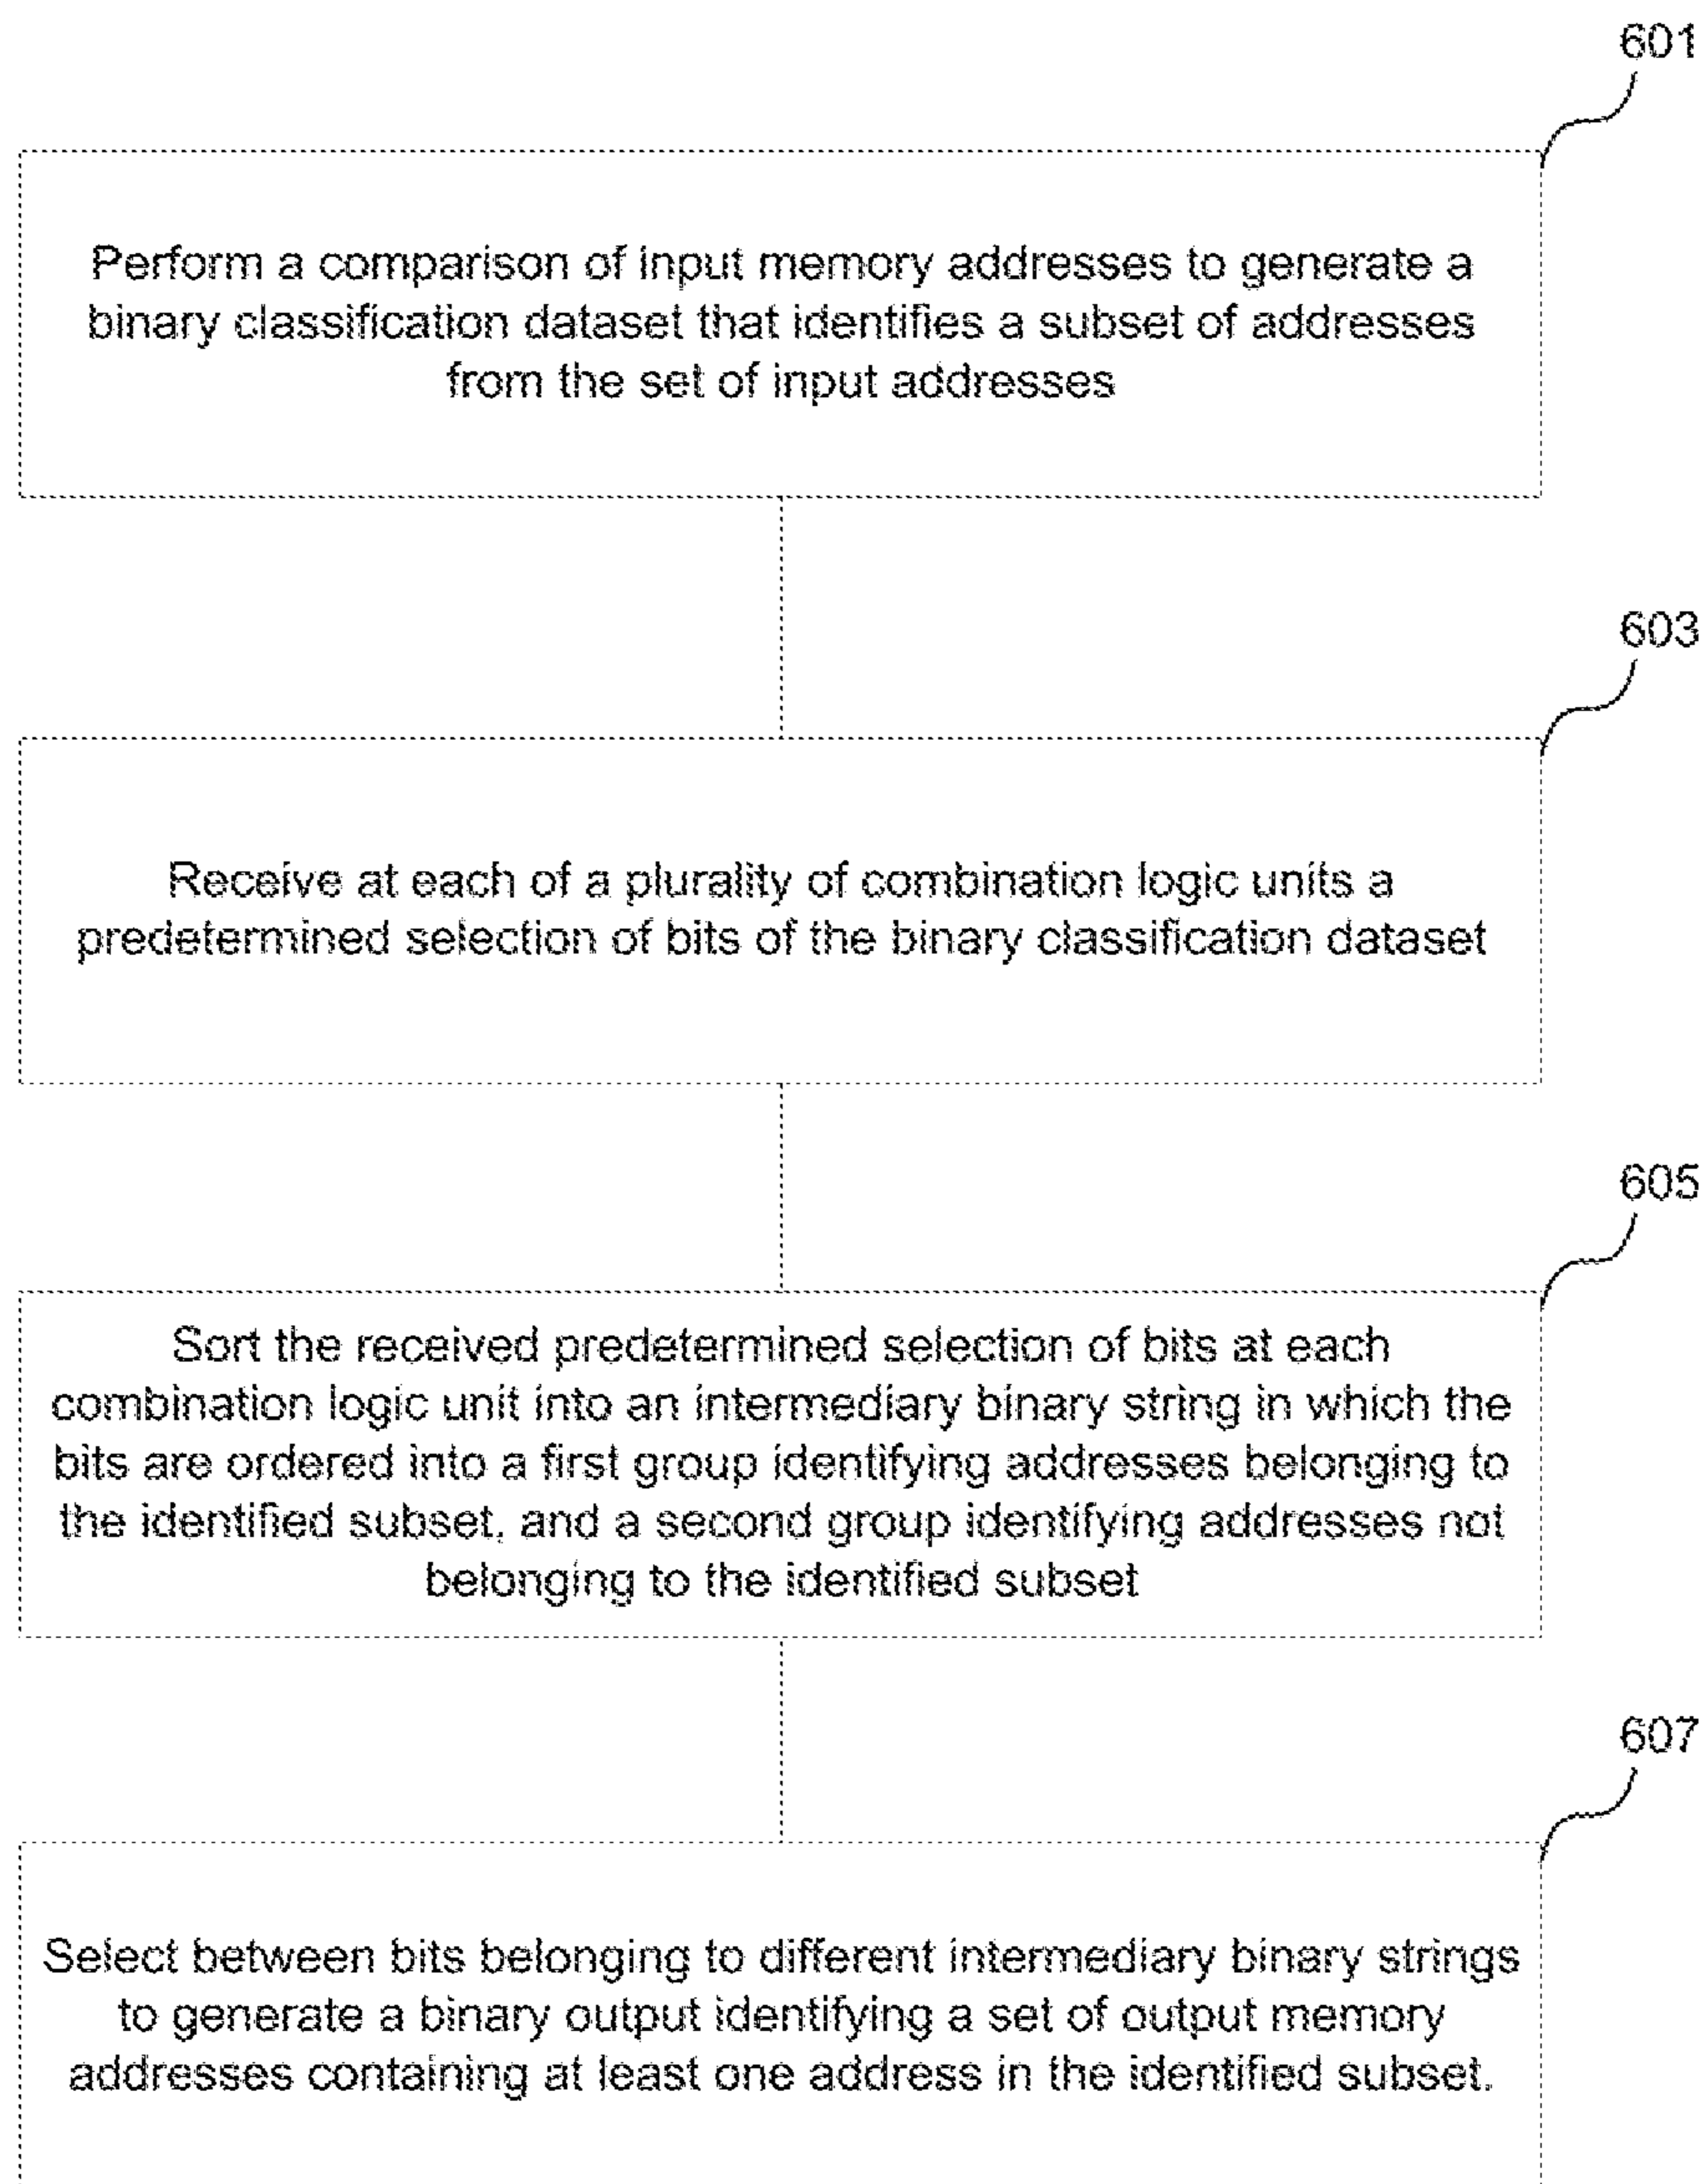 601
Perform a comparison of input memory addresses to generate a
binary classification dataset that identifies a subset of addresses
from the set of input addresses
603
Receive at each of a plurality of combination logic units a
predetermined selection of bits of the binary classification dataset
605
Sort the received predetermined selection of bits at each
combination logic unit into an intermediary binary string in which the
bits are ordered into a first group identifying addresses belonging to
the identified subset, and a second group identifying addresses not
belonging to the identified subset
607
Select between bits belonging to different intermediary binary strings
to generate a binary output identifying a set of output memory
addresses containing at least one address in the identified subset.